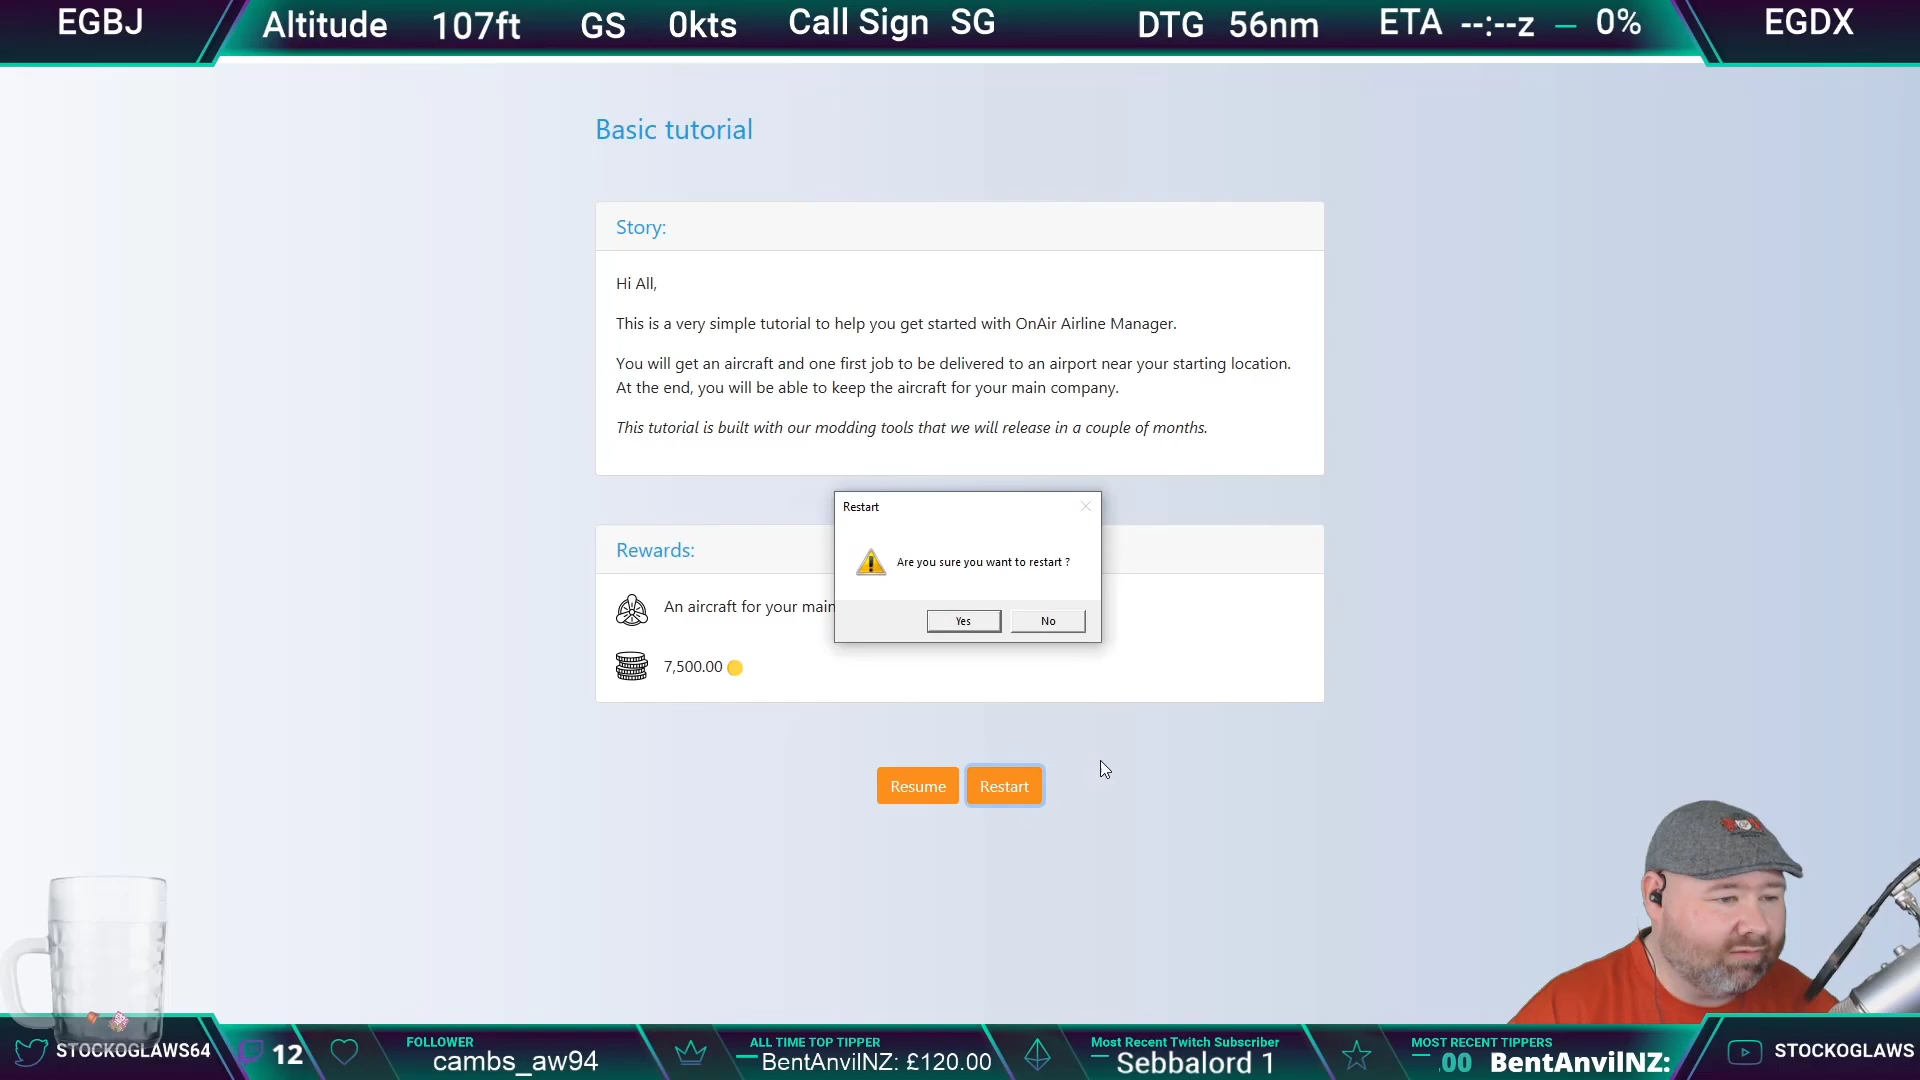 EGBJ
Altitude 107ft GS 0kts Call Sign SG DTG 56nm ETA --:--z — 0%
EGDX
Basic tutorial
Story:
Hi All,
This is a very simple tutorial to help you get started with OnAir Airline Manager.
You will get an aircraft and one first job to be delivered to an airport near your starting location.
At the end, you will be able to keep the aircraft for your main company.
This tutorial is built with our modding tools that we will release in a couple of months.
Restart
Are you sure you want to restart ?
Yes No
Rewards:
An aircraft for your main
7,500.00
Resume Restart
STOCKOGLAWS64
12
FOLLOWER
cambs_aw94
ALL TIME TOP TIPPER
BentAnvilNZ: £120.00
Most Recent Twitch Subscriber
Sebbalord 1
MOST RECENT TIPPERS
.00 BentAnvilNZ:
STOCKOGLAWS